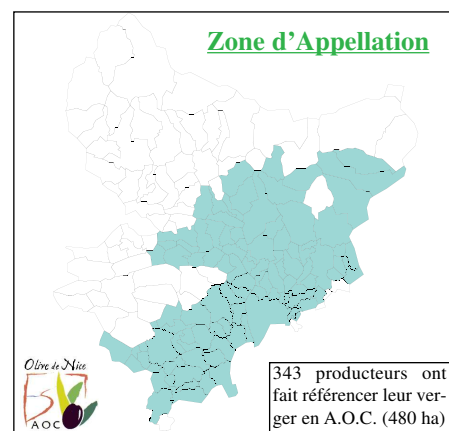 Zone d'Appellation
Olive de Nice
AOC
343 producteurs ont
fait référencer leur ver-
ger en A.O.C. (480 ha)